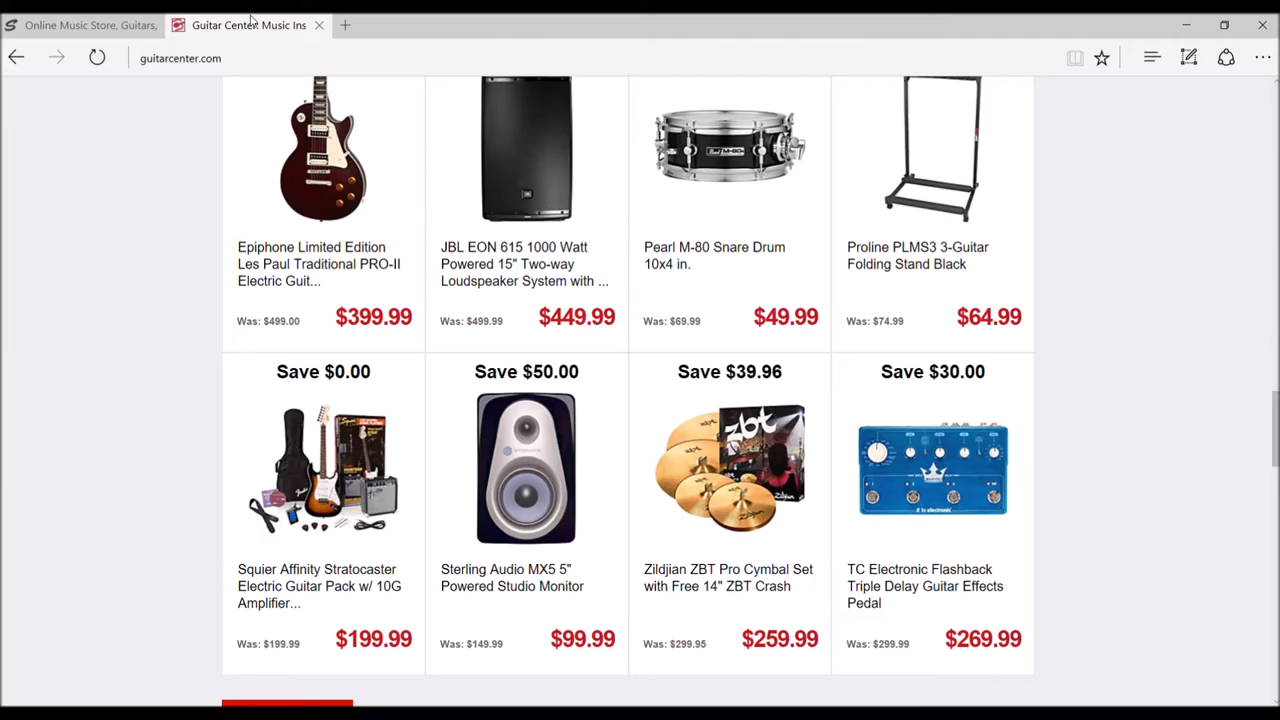 Online Music Store, Guitars,
Guitar Center: Music Ins
guitarcenter.com
Epiphone Limited Edition
Les Paul Traditional PRO-II
Electric Guit...
Was: $499.00 $399.99
JBL EON 615 1000 Watt
Powered 15" Two-way
Loudspeaker System with ...
Was: $499.99 $449.99
M-80
Pearl M-80 Snare Drum
10x4 in.
Was: $69.99 $49.99
Proline PLMS3 3-Guitar
Folding Stand Black
Was: $74.99 $64.99
Save $0.00
Squier Affinity Stratocaster
Electric Guitar Pack w/ 10G
Amplifier...
Was: $199.99 $199.99
Save $50.00
Sterling Audio MX5 5"
Powered Studio Monitor
Was: $149.99 $99.99
Save $39.96
zbt
Zildjian ZBT Pro Cymbal Set
with Free 14" ZBT Crash
Was: $299.95 $259.99
Save $30.00
tc electronic
TC Electronic Flashback
Triple Delay Guitar Effects
Pedal
Was: $299.99 $269.99